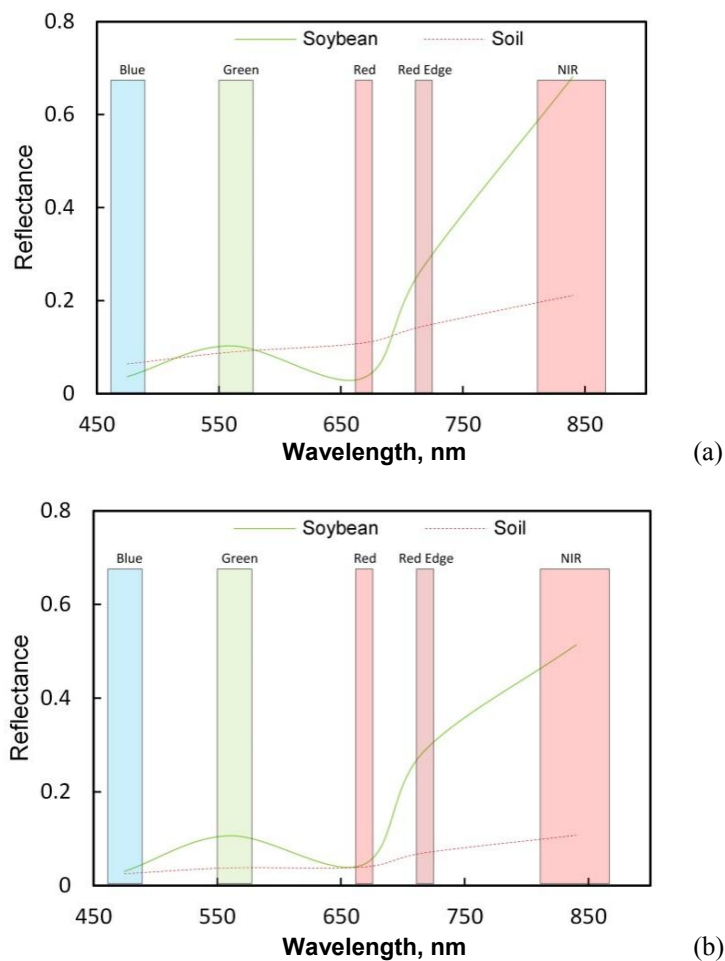 0.8
Soybean Soil
Blue Green Red Red Edge NIR
0.6
0.4
0.2
0
Reflectance
450 550 650 750 850
Wavelength, nm
(a)
0.8
Soybean Soil
Blue Green Red Red Edge NIR
0.6
0.4
0.2
0
Reflectance
450 550 650 750 850
Wavelength, nm
(b)